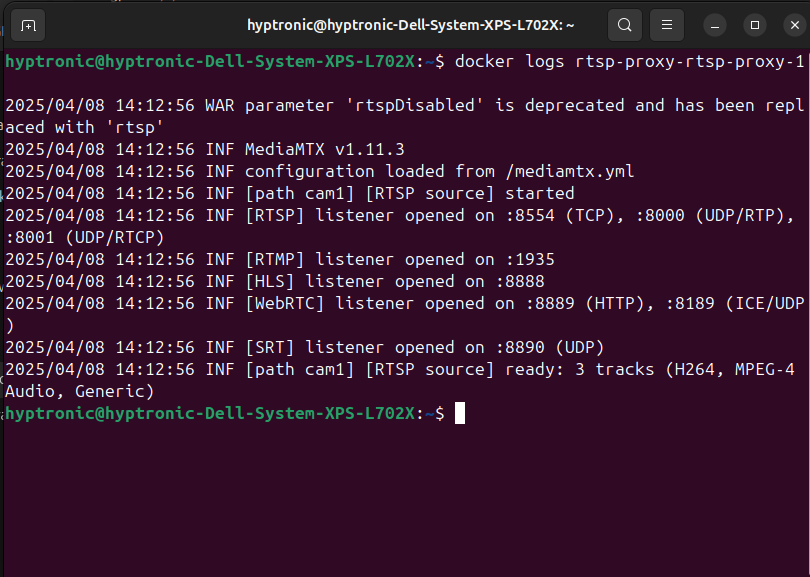 hyptronic@hyptronic-Dell-System-XPS-L702X: ~
hyptronic@hyptronic-Dell-System-XPS-L702X:~$ docker logs rtsp-proxy-rtsp-proxy-1
2025/04/08 14:12:56 WAR parameter 'rtspDisabled' is deprecated and has been repl
aced with 'rtsp'
2025/04/08 14:12:56 INF MediaMTX v1.11.3
2025/04/08 14:12:56 INF configuration loaded from /mediamtx.yml
2025/04/08 14:12:56 INF [path cam1] [RTSP source] started
2025/04/08 14:12:56 INF [RTSP] listener opened on :8554 (TCP), :8000 (UDP/RTP),
:8001 (UDP/RTCP)
2025/04/08 14:12:56 INF [RTMP] listener opened on :1935
2025/04/08 14:12:56 INF [HLS] listener opened on :8888
2025/04/08 14:12:56 INF [WebRTC] listener opened on :8889 (HTTP), :8189 (ICE/UDP
)
2025/04/08 14:12:56 INF [SRT] listener opened on :8890 (UDP)
2025/04/08 14:12:56 INF [path cam1] [RTSP source] ready: 3 tracks (H264, MPEG-4
Audio, Generic)
hyptronic@hyptronic-Dell-System-XPS-L702X:~$